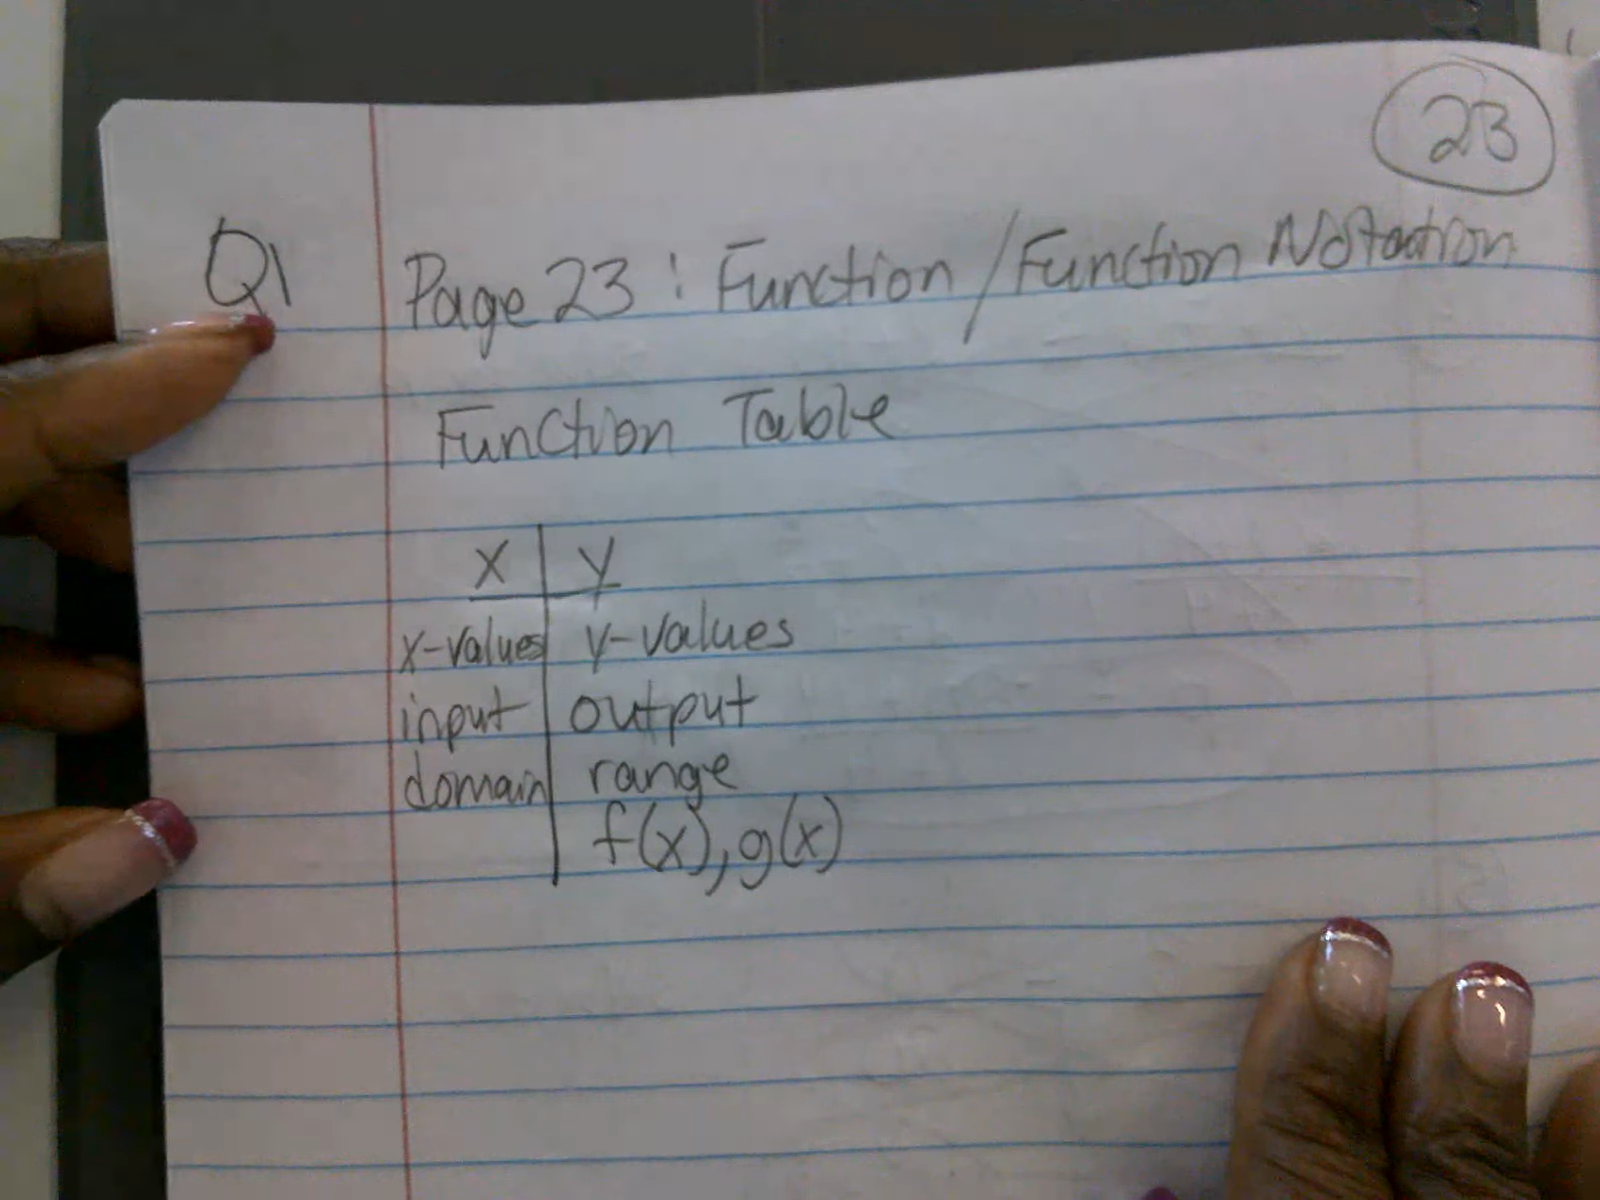 23
Q1 Page 23: Function/Function Notation
Function Table
x y
x-values y-values
input output
domain range
f(x), g(x)